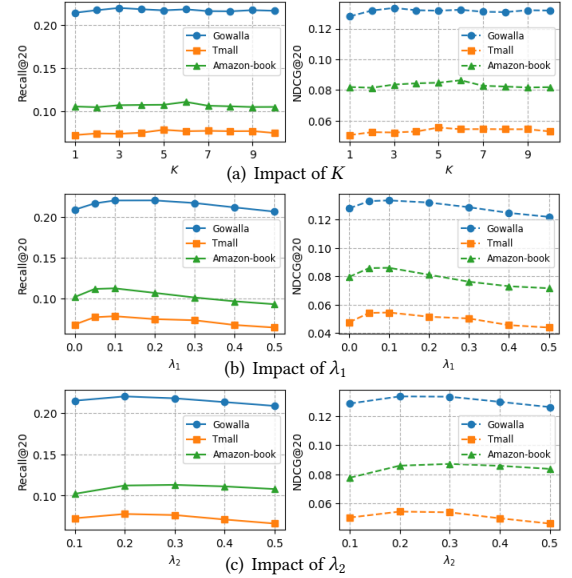 Recall@20
0.20
0.15
0.10
Gowalla
Tmall
Amazon-book
1 3 5 7 9
K
NDCG@20
0.12
0.10
0.08
0.06
Gowalla
Tmall
Amazon-book
1 3 5 7 9
K
(a) Impact of K
Recall@20
0.20
0.15
0.10
Gowalla
Tmall
Amazon-book
0.0 0.1 0.2 0.3 0.4 0.5
λ1
NDCG@20
0.12
0.10
0.08
0.06
0.04
Gowalla
Tmall
Amazon-book
0.0 0.1 0.2 0.3 0.4 0.5
λ1
(b) Impact of λ1
Recall@20
0.20
0.15
0.10
Gowalla
Tmall
Amazon-book
0.1 0.2 0.3 0.4 0.5
λ2
NDCG@20
0.12
0.10
0.08
0.06
Gowalla
Tmall
Amazon-book
0.1 0.2 0.3 0.4 0.5
λ2
(c) Impact of λ2